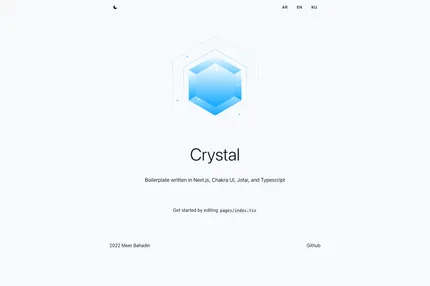 AR EN KU
Crystal
Boilerplate written in Next.js, Chakra UI, Jotai, and Typescript
Get started by editing pages/index.tsx
2022 Meer Bahadin Github